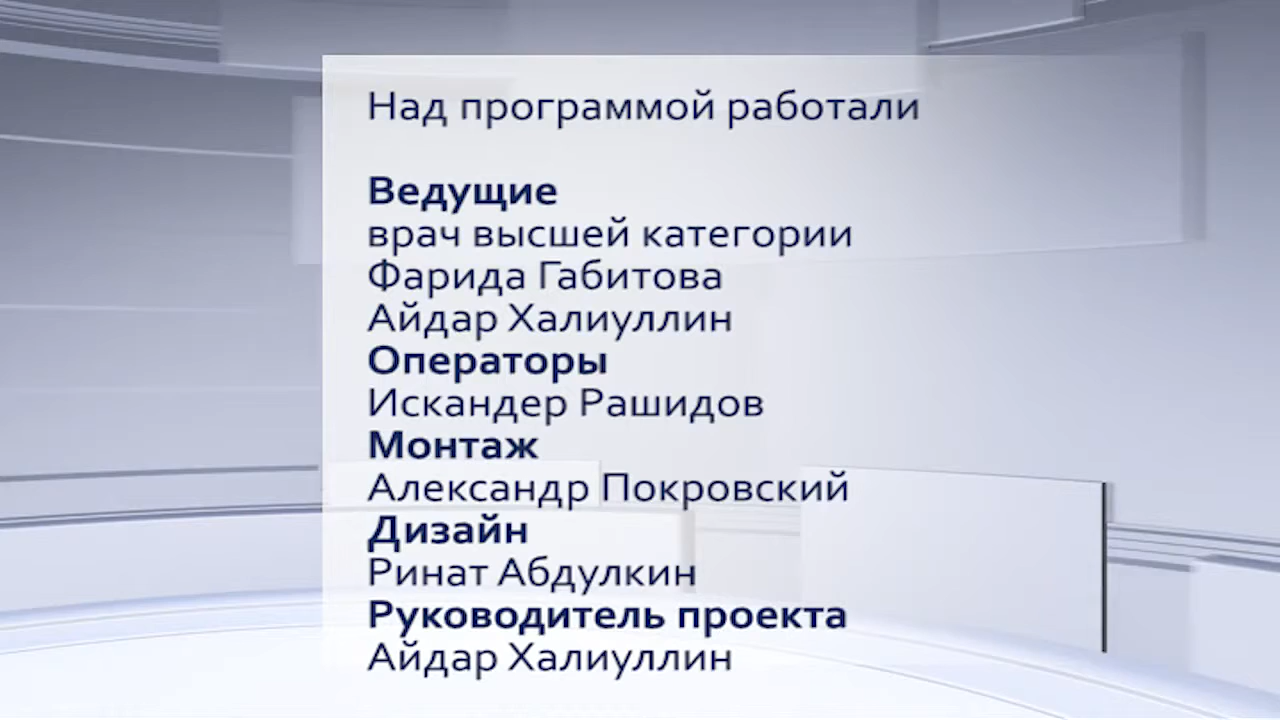 Над программой работали
Ведущие
врач высшей категории
Фарида Габитова
Айдар Халиуллин
Операторы
Искандер Рашидов
Монтаж
Александр Покровский
Дизайн
Ринат Абдулкин
Руководитель проекта
Айдар Халиуллин